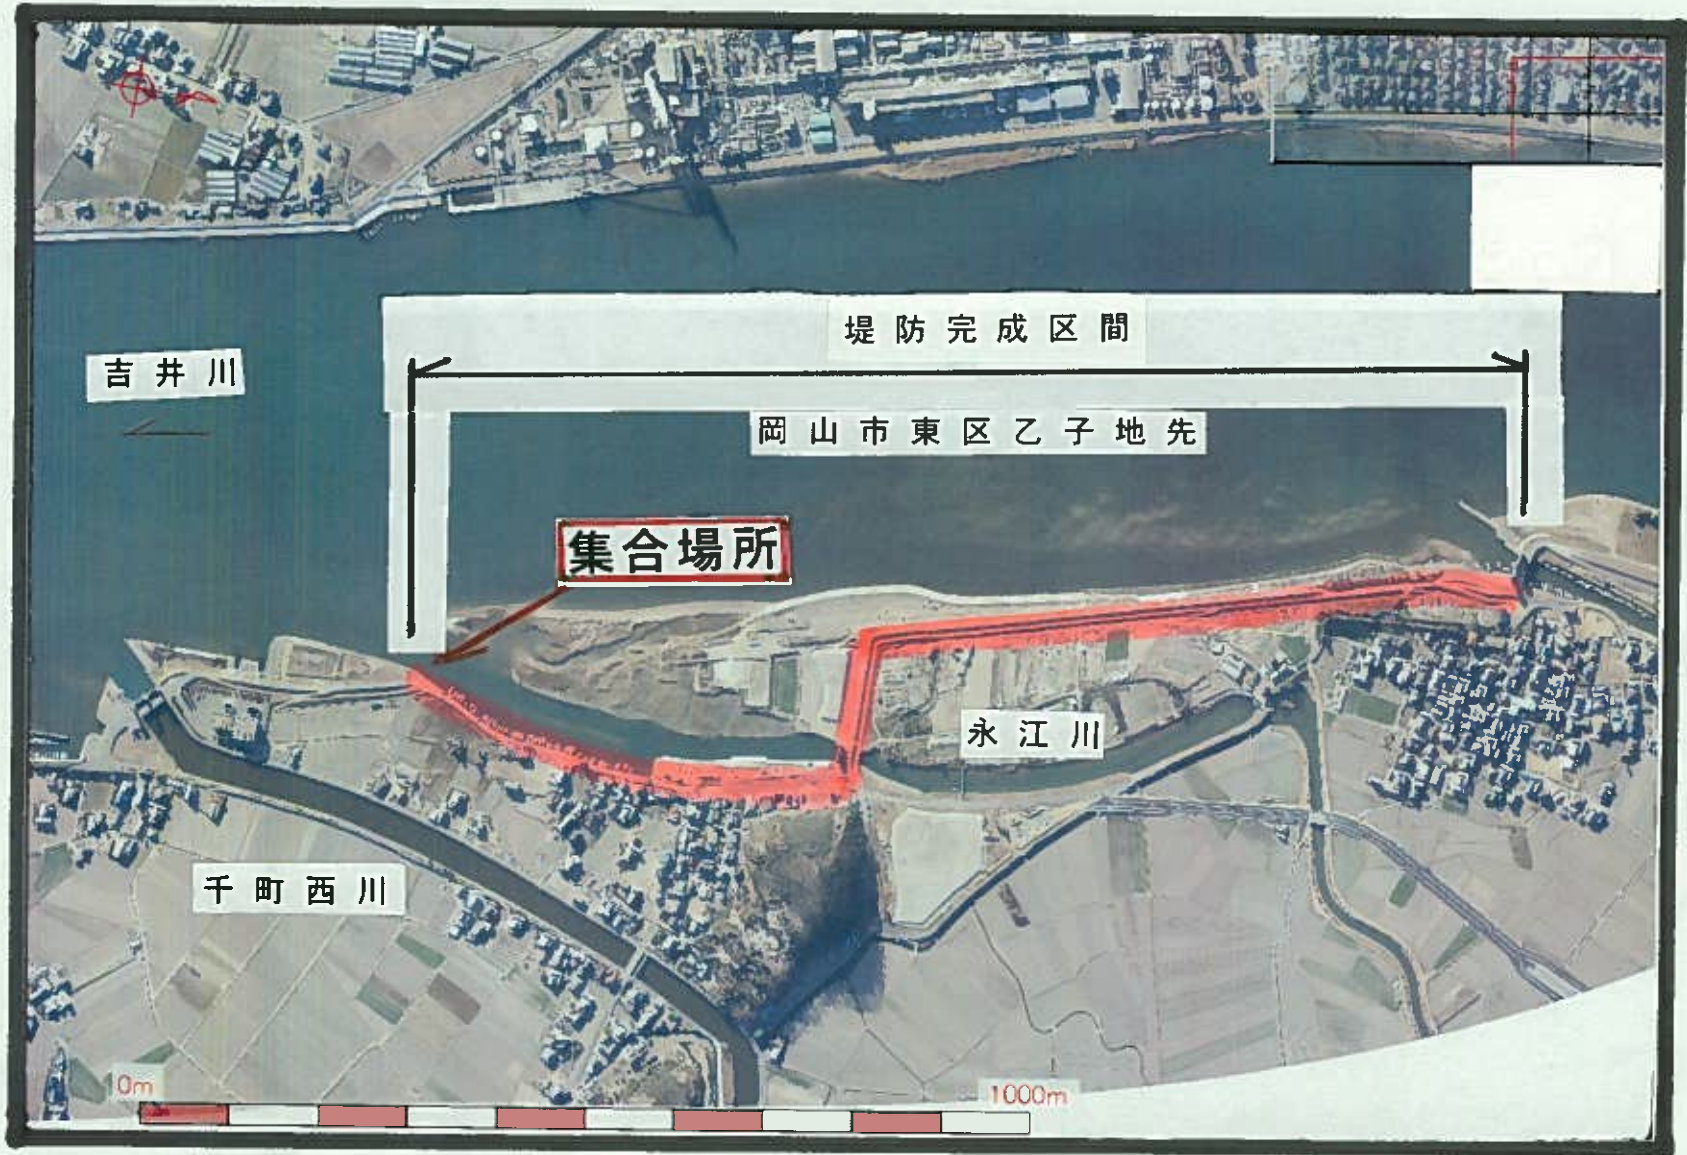 堤防完成区間
吉井川
岡山市東区乙子地先
集合場所
永江川
千町西川
0m
1000m